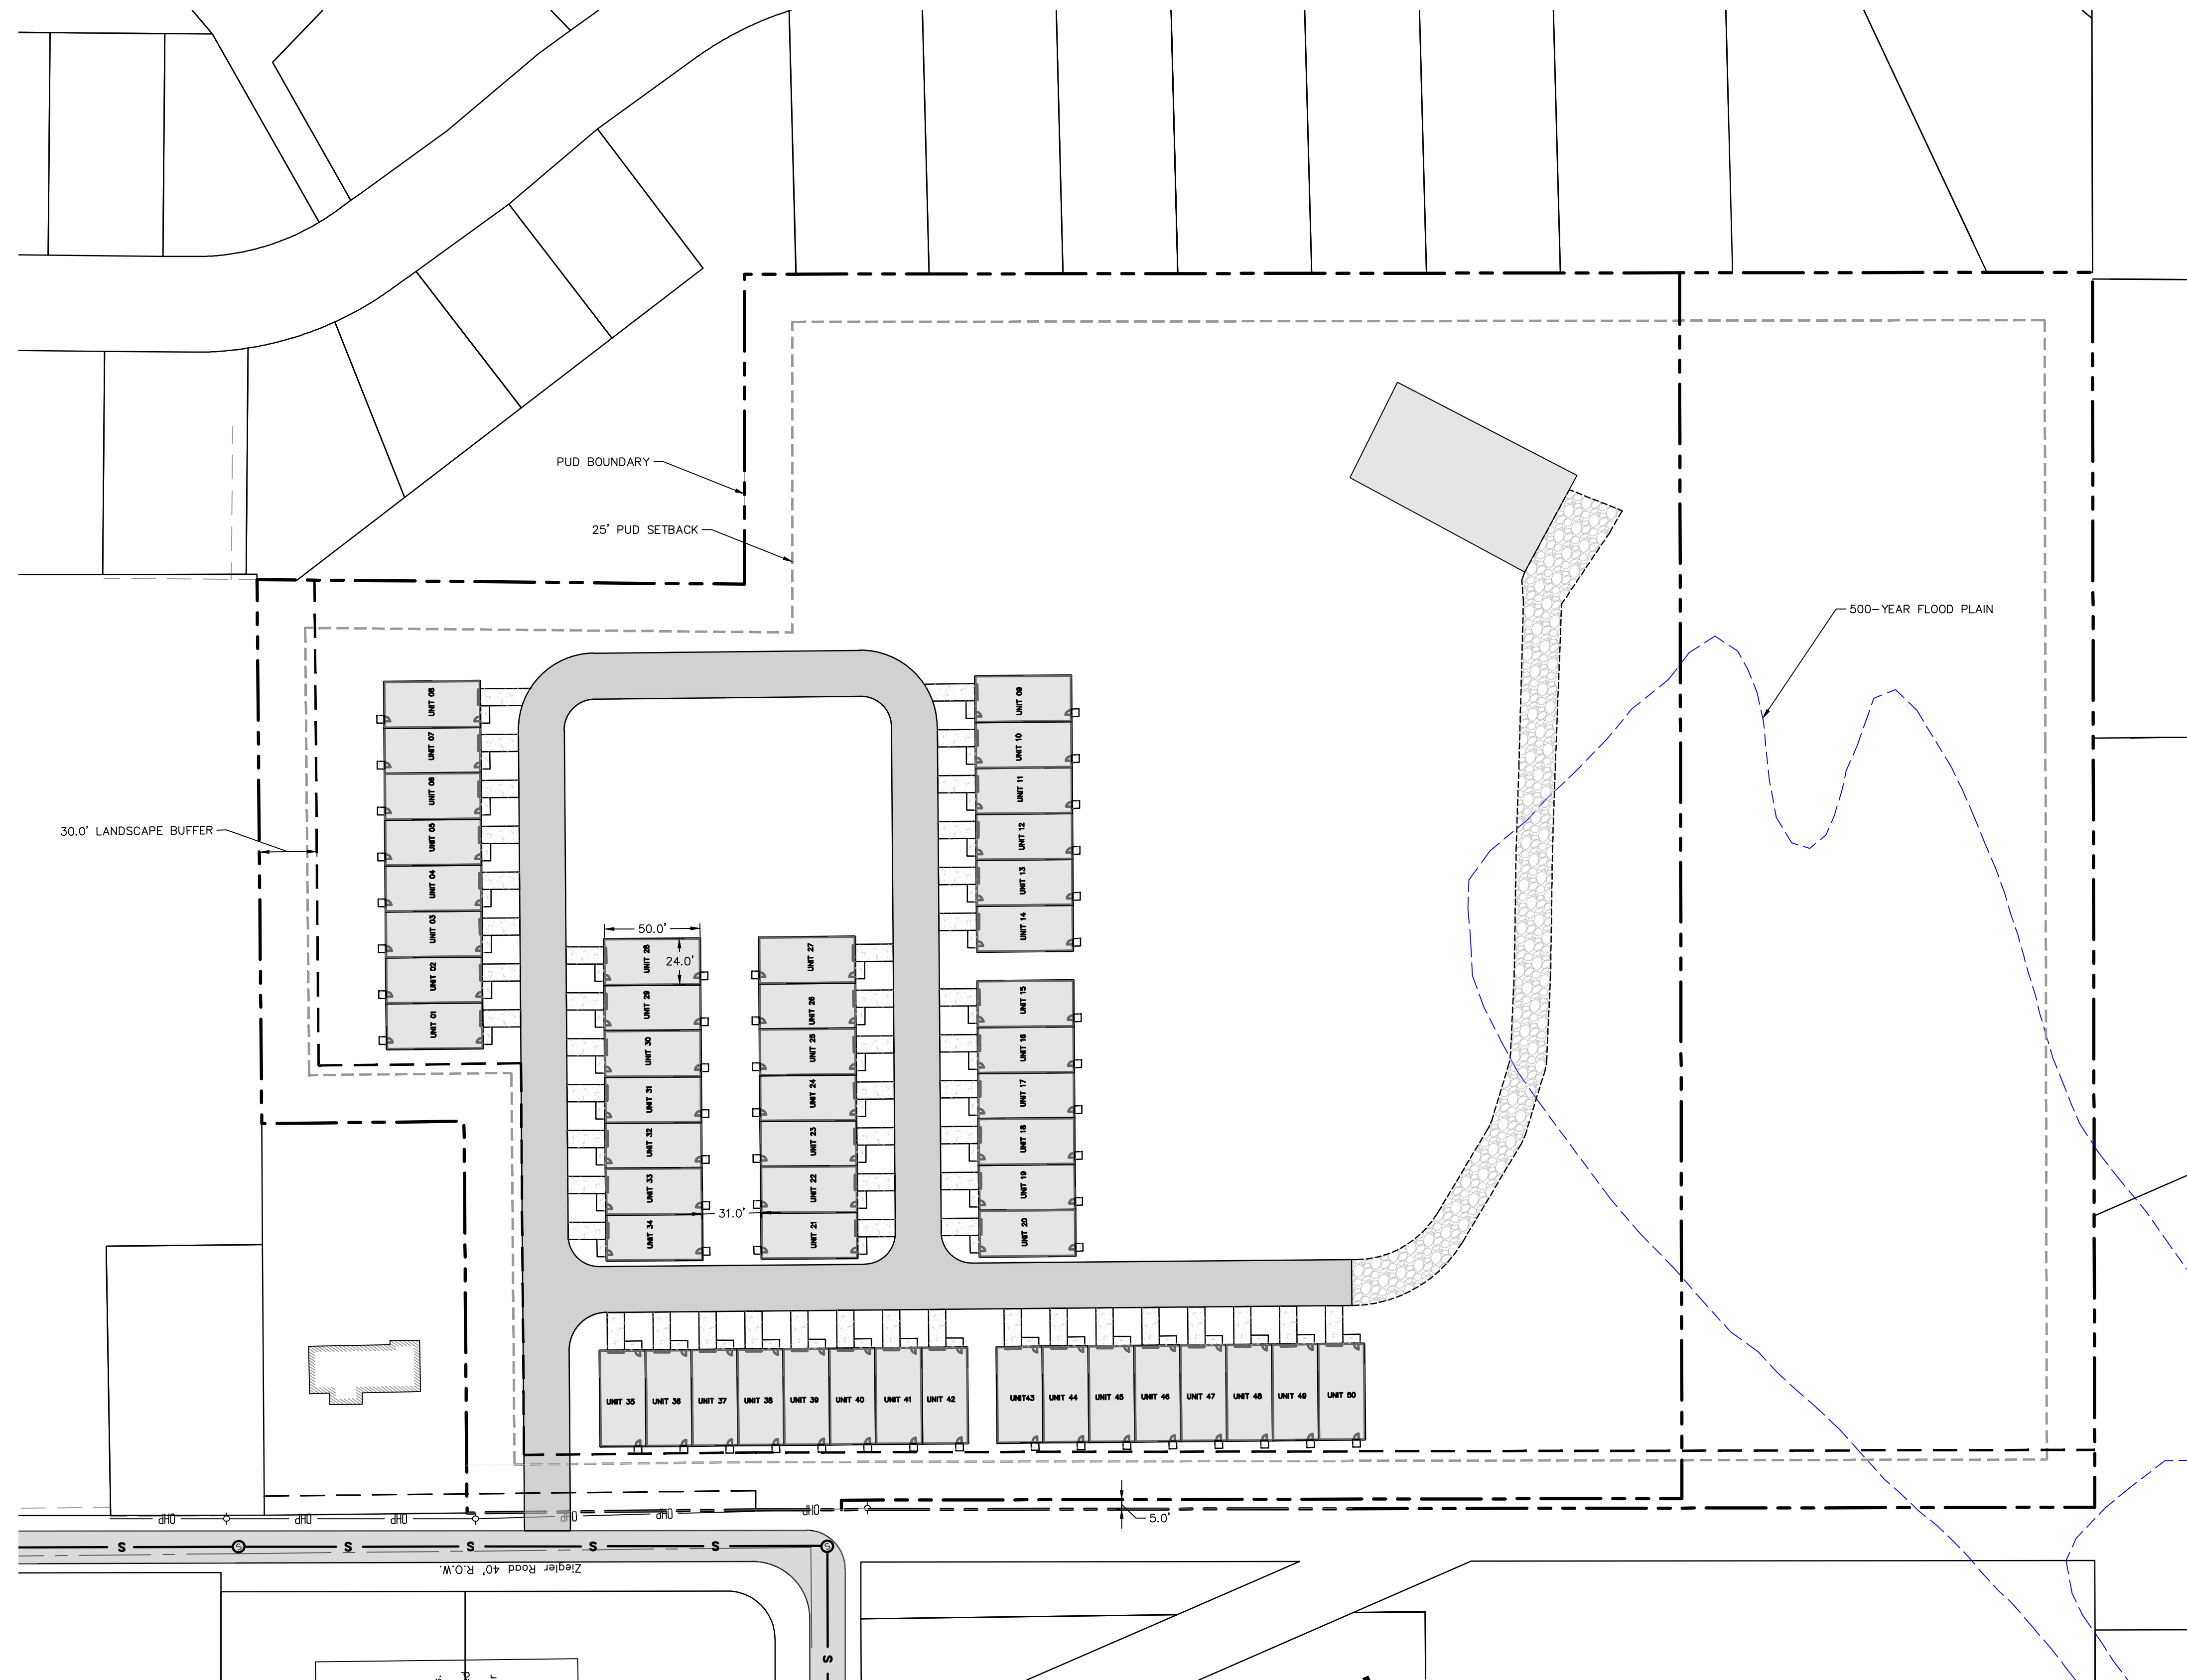 PUD BOUNDARY
25' PUD SETBACK
500-YEAR FLOOD PLAIN
30.0' LANDSCAPE BUFFER
UNIT 08
UNIT 07
UNIT 06
UNIT 05
UNIT 04
UNIT 03
UNIT 02
UNIT 01
UNIT 09
UNIT 10
UNIT 11
UNIT 12
UNIT 13
UNIT 14
50.0'
24.0'
UNIT 28
UNIT 29
UNIT 30
UNIT 31
UNIT 32
UNIT 33
UNIT 34
31.0'
UNIT 27
UNIT 26
UNIT 25
UNIT 24
UNIT 23
UNIT 22
UNIT 21
UNIT 15
UNIT 16
UNIT 17
UNIT 18
UNIT 19
UNIT 20
UNIT 35
UNIT 36
UNIT 37
UNIT 38
UNIT 39
UNIT 40
UNIT 41
UNIT 42
UNIT43
UNIT 44
UNIT 45
UNIT 46
UNIT 47
UNIT 48
UNIT 49
UNIT 50
5.0'
OHP
OHP
OHP
OHP
OHP
OHP
S
S
S
S
S
S
S
S
Ziegler Road 40' R.O.W.